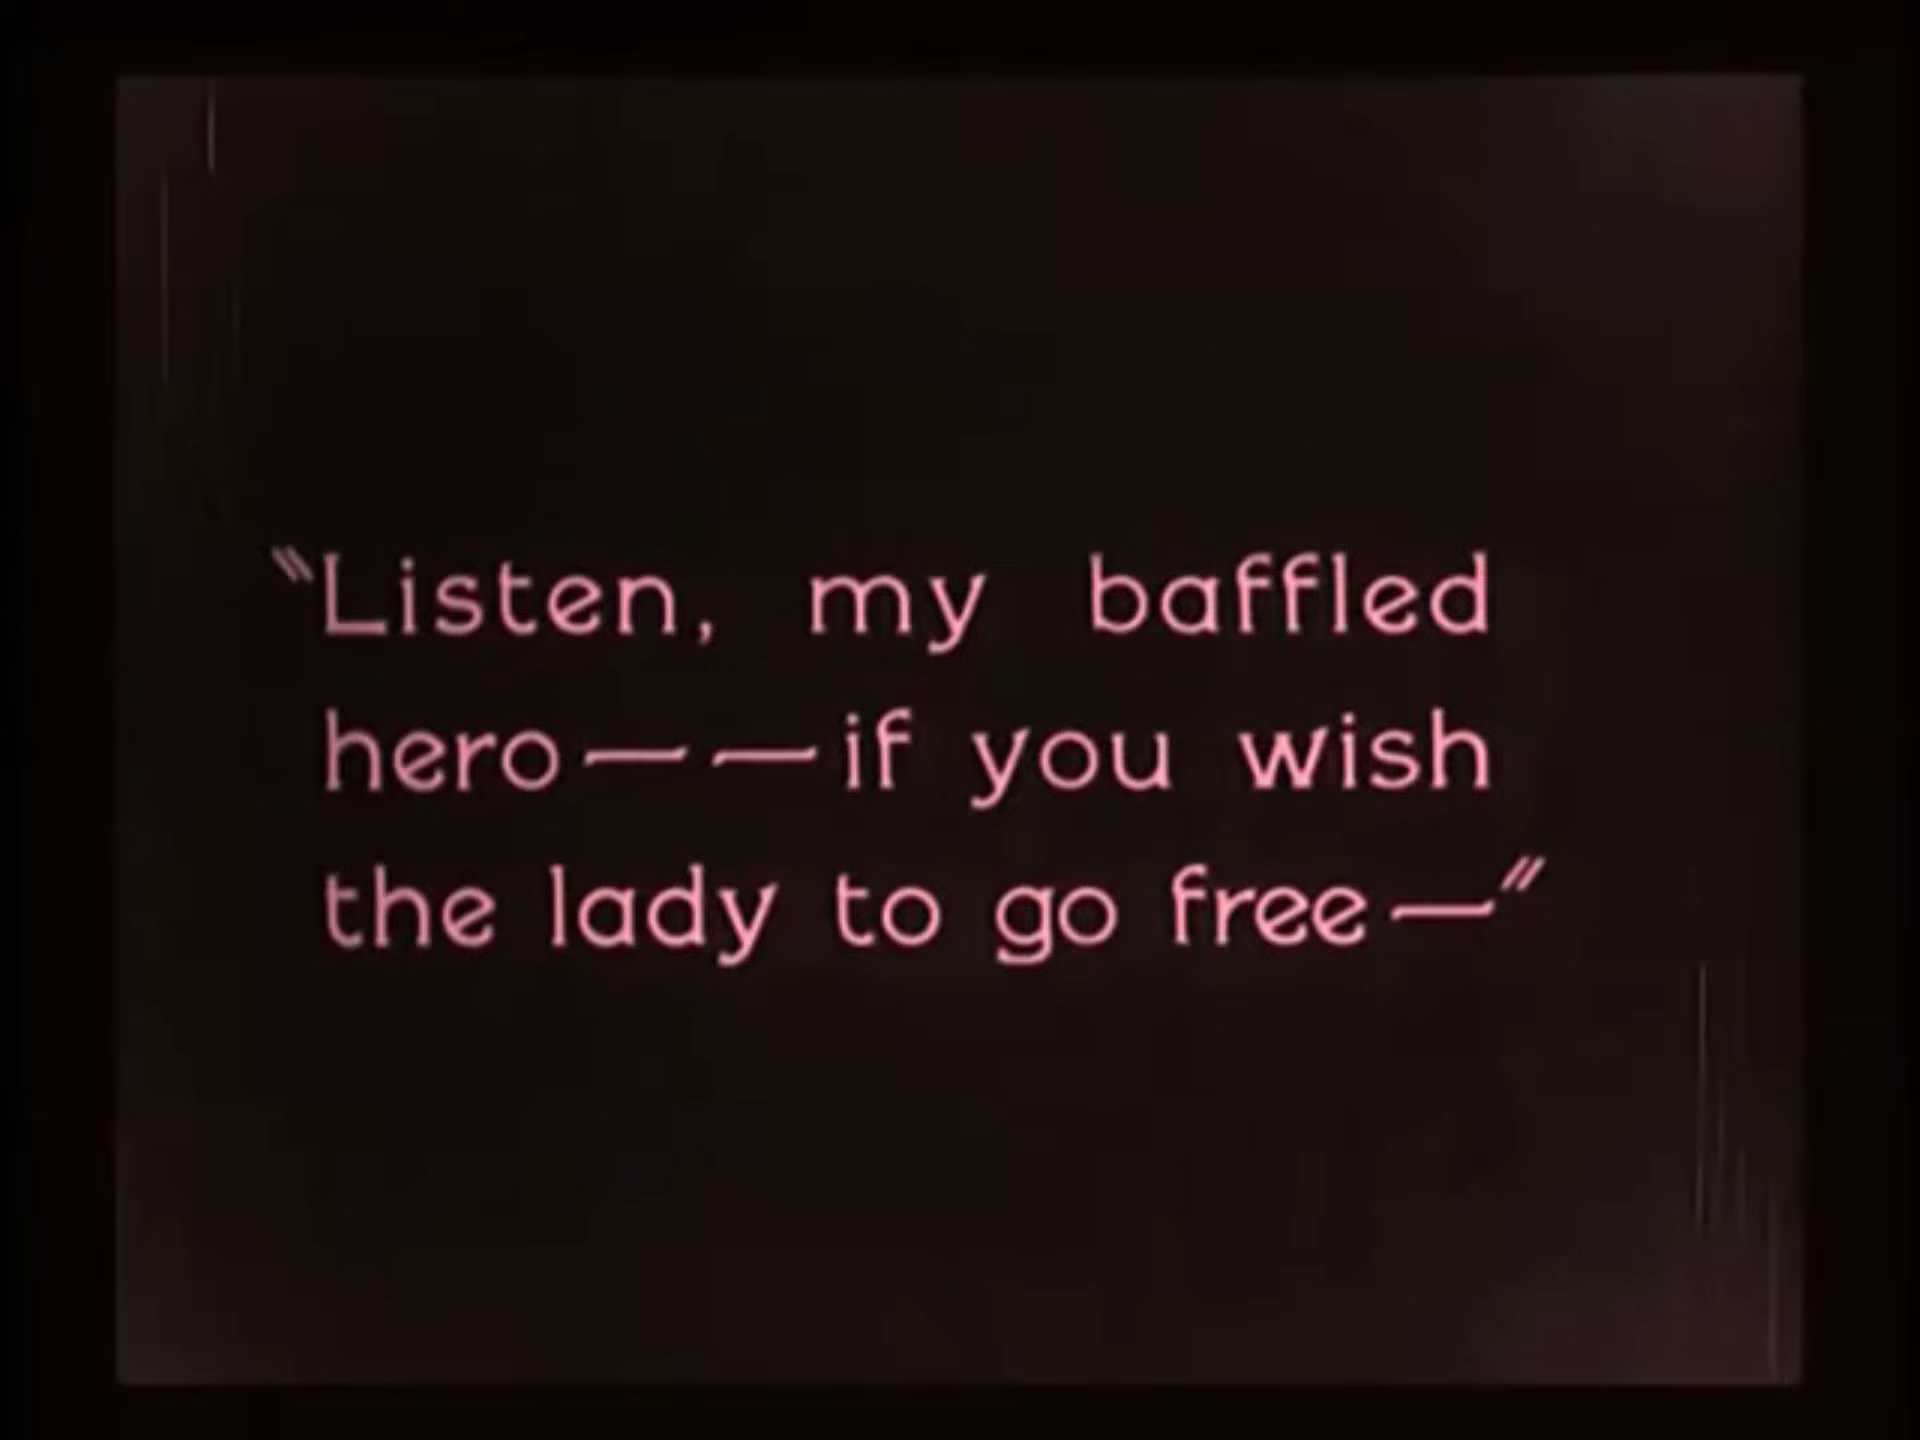 "Listen, my baffled
hero——if you wish
the lady to go free—"